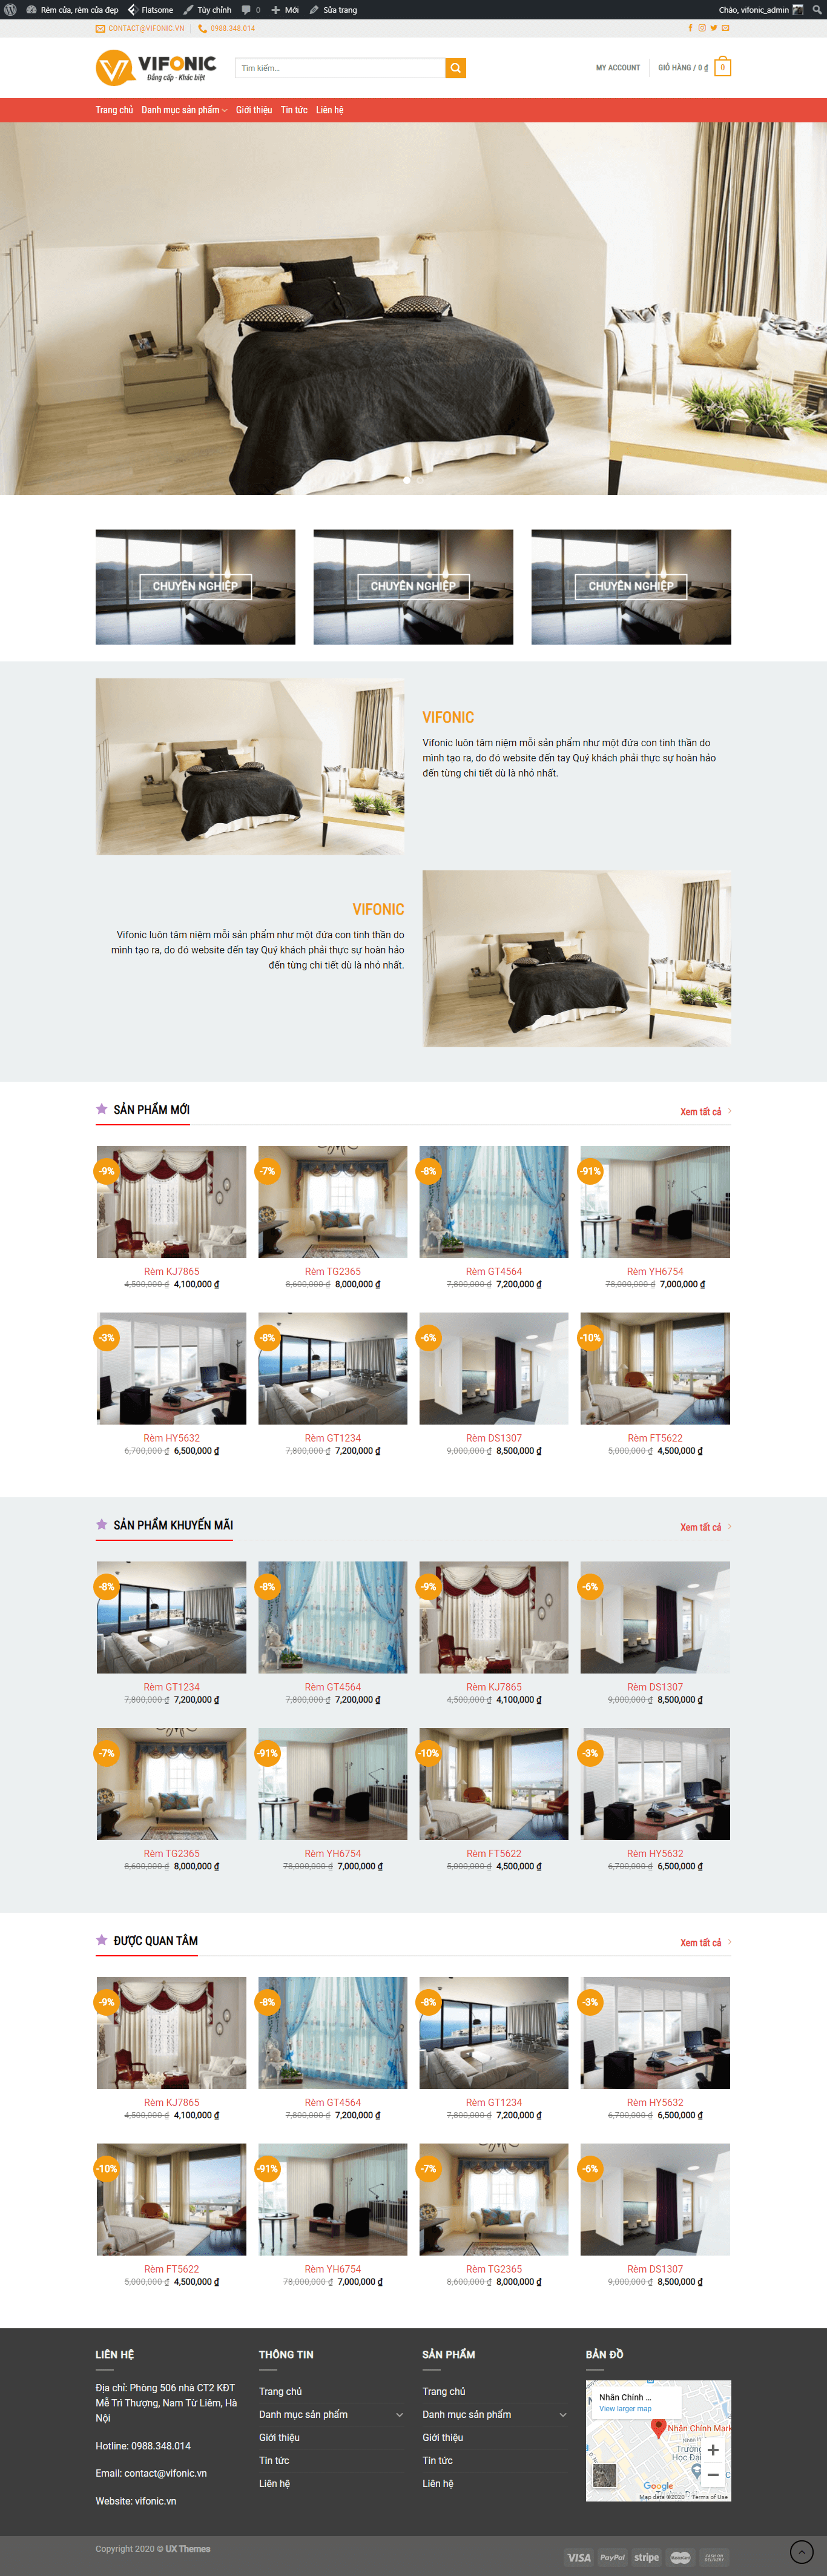 Rèm cửa, rèm cửa đẹp Flatsome Tùy chỉnh 0 Mới Sửa trang Chào, vifonic_admin
CONTACT@VIFONIC.VN 0988.348.014
VIFONIC
Đẳng cấp - Khác biệt
Tìm kiếm...
MY ACCOUNT GIỎ HÀNG / 0 ₫ 0
Trang chủ Danh mục sản phẩm Giới thiệu Tin tức Liên hệ
CHUYÊN NGHIỆP CHUYÊN NGHIỆP CHUYÊN NGHIỆP
VIFONIC
Vifonic luôn tâm niệm mỗi sản phẩm như một đứa con tinh thần do
mình tạo ra, do đó website đến tay Quý khách phải thực sự hoàn hảo
đến từng chi tiết dù là nhỏ nhất.
VIFONIC
Vifonic luôn tâm niệm mỗi sản phẩm như một đứa con tinh thần do
mình tạo ra, do đó website đến tay Quý khách phải thực sự hoàn hảo
đến từng chi tiết dù là nhỏ nhất.
SẢN PHẨM MỚI Xem tất cả
-9% -7% -8% -91%
Rèm KJ7865 Rèm TG2365 Rèm GT4564 Rèm YH6754
4,500,000 ₫ 4,100,000 ₫ 8,600,000 ₫ 8,000,000 ₫ 7,800,000 ₫ 7,200,000 ₫ 78,000,000 ₫ 7,000,000 ₫
-3% -8% -6% -10%
Rèm HY5632 Rèm GT1234 Rèm DS1307 Rèm FT5622
6,700,000 ₫ 6,500,000 ₫ 7,800,000 ₫ 7,200,000 ₫ 9,000,000 ₫ 8,500,000 ₫ 5,000,000 ₫ 4,500,000 ₫
SẢN PHẨM KHUYẾN MÃI Xem tất cả
-8% -8% -9% -6%
Rèm GT1234 Rèm GT4564 Rèm KJ7865 Rèm DS1307
7,800,000 ₫ 7,200,000 ₫ 7,800,000 ₫ 7,200,000 ₫ 4,500,000 ₫ 4,100,000 ₫ 9,000,000 ₫ 8,500,000 ₫
-7% -91% -10% -3%
Rèm TG2365 Rèm YH6754 Rèm FT5622 Rèm HY5632
8,600,000 ₫ 8,000,000 ₫ 78,000,000 ₫ 7,000,000 ₫ 5,000,000 ₫ 4,500,000 ₫ 6,700,000 ₫ 6,500,000 ₫
ĐƯỢC QUAN TÂM Xem tất cả
-9% -8% -8% -3%
Rèm KJ7865 Rèm GT4564 Rèm GT1234 Rèm HY5632
4,500,000 ₫ 4,100,000 ₫ 7,800,000 ₫ 7,200,000 ₫ 7,800,000 ₫ 7,200,000 ₫ 6,700,000 ₫ 6,500,000 ₫
-10% -91% -7% -6%
Rèm FT5622 Rèm YH6754 Rèm TG2365 Rèm DS1307
5,000,000 ₫ 4,500,000 ₫ 78,000,000 ₫ 7,000,000 ₫ 8,600,000 ₫ 8,000,000 ₫ 9,000,000 ₫ 8,500,000 ₫
LIÊN HỆ
Địa chỉ: Phòng 506 nhà CT2 KĐT
Mễ Trì Thượng, Nam Từ Liêm, Hà
Nội
Hotline: 0988.348.014
Email: contact@vifonic.vn
Website: vifonic.vn
THÔNG TIN
Trang chủ
Danh mục sản phẩm
Giới thiệu
Tin tức
Liên hệ
SẢN PHẨM
Trang chủ
Danh mục sản phẩm
Giới thiệu
Tin tức
Liên hệ
BẢN ĐỒ
Nhân Chính ...
View larger map
Nhân Chính Mark
Trường
Học Đại
Google
Map data ©2020 Terms of Use
Copyright 2020 © UX Themes
VISA PayPal stripe MasterCard CASH ON DELIVERY